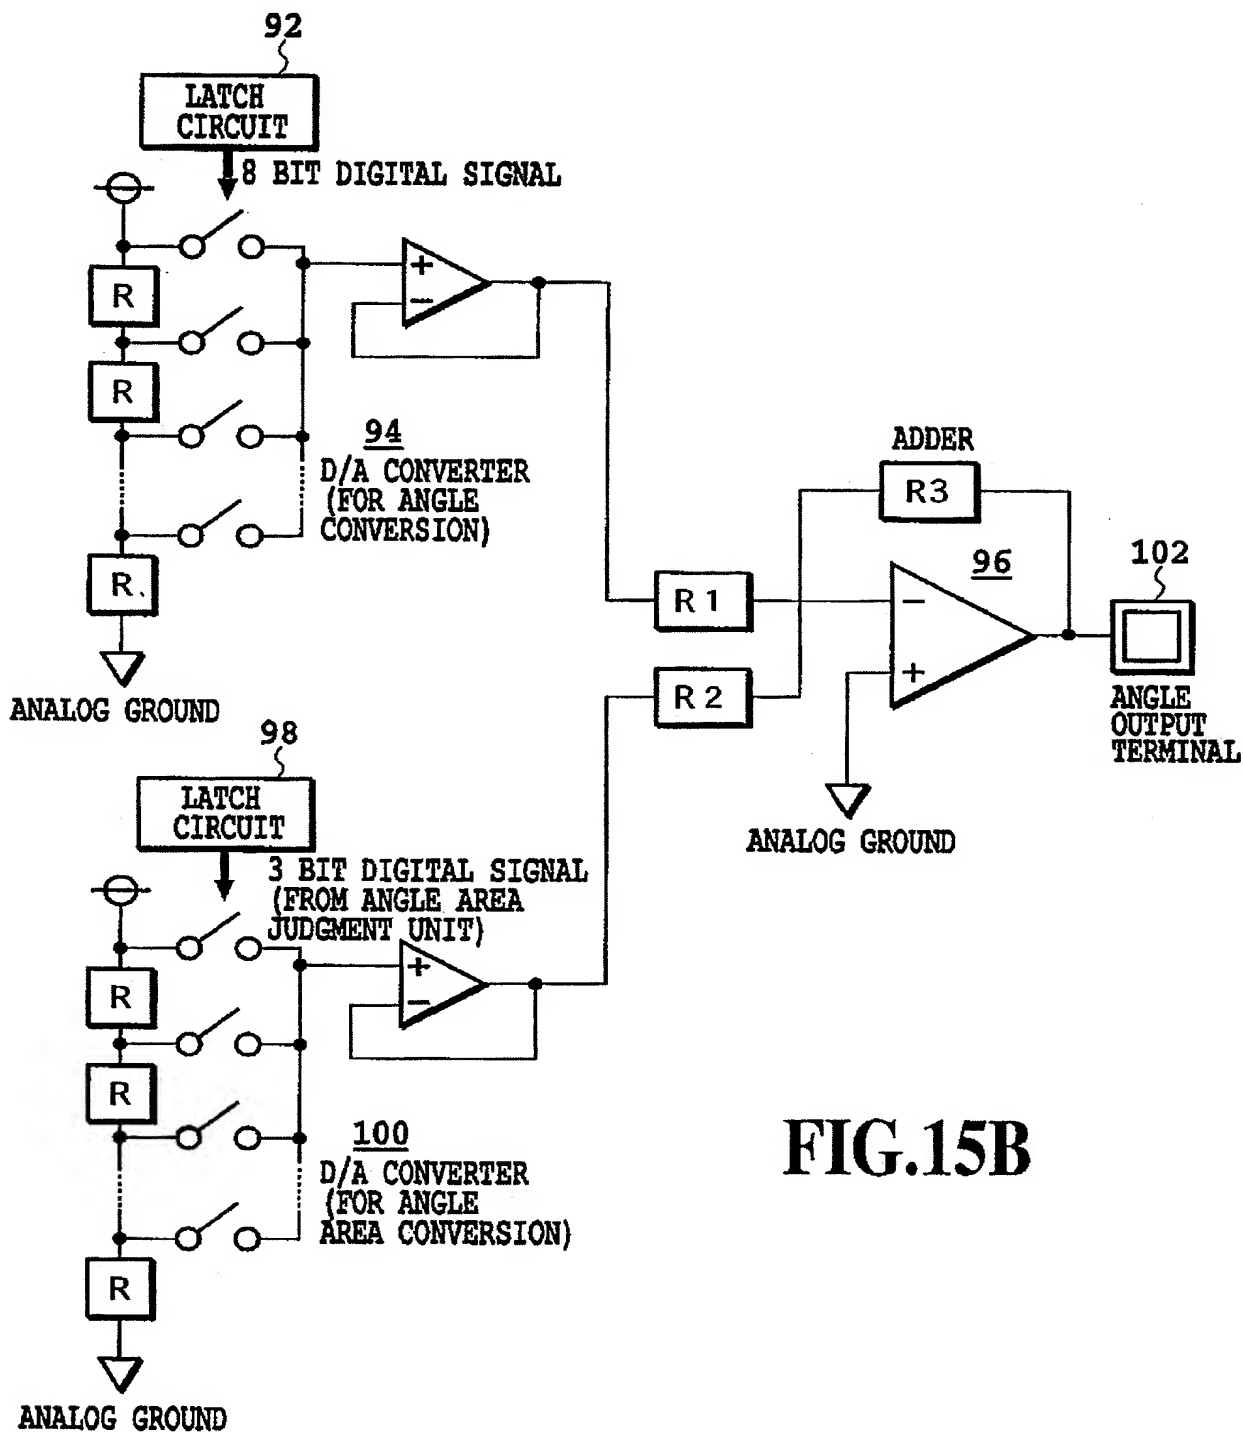 92
LATCH
CIRCUIT
8 BIT DIGITAL SIGNAL
R
+
−
R
94
D/A CONVERTER
(FOR ANGLE
CONVERSION)
R.
ANALOG GROUND
ADDER
R3
96
R1
−
+
R2
102
ANGLE
OUTPUT
TERMINAL
ANALOG GROUND
98
LATCH
CIRCUIT
3 BIT DIGITAL SIGNAL
(FROM ANGLE AREA
JUDGMENT UNIT)
R
+
−
R
100
D/A CONVERTER
(FOR ANGLE
AREA CONVERSION)
R
ANALOG GROUND
FIG.15B